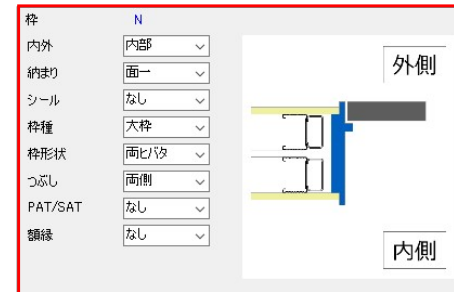 枠 N
内外 内部
納まり 面一
シール なし
枠種 大枠
枠形状 両ヒバタ
つぶし 両側
PAT/SAT なし
額縁 なし
外側
内側